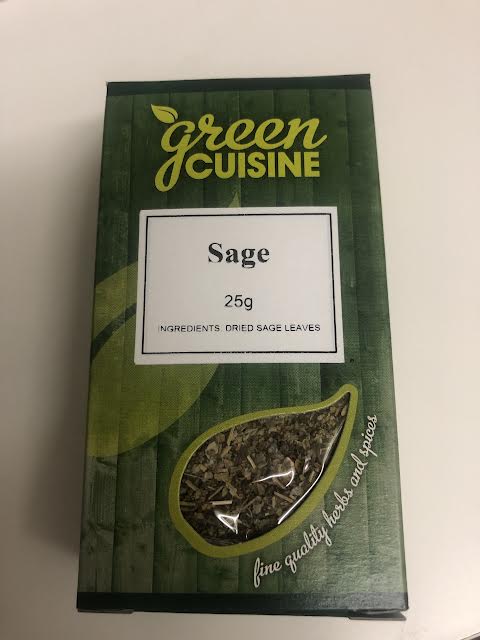 green
CUISINE
Sage
25g
INGREDIENTS: DRIED SAGE LEAVES
fine quality herbs and spices